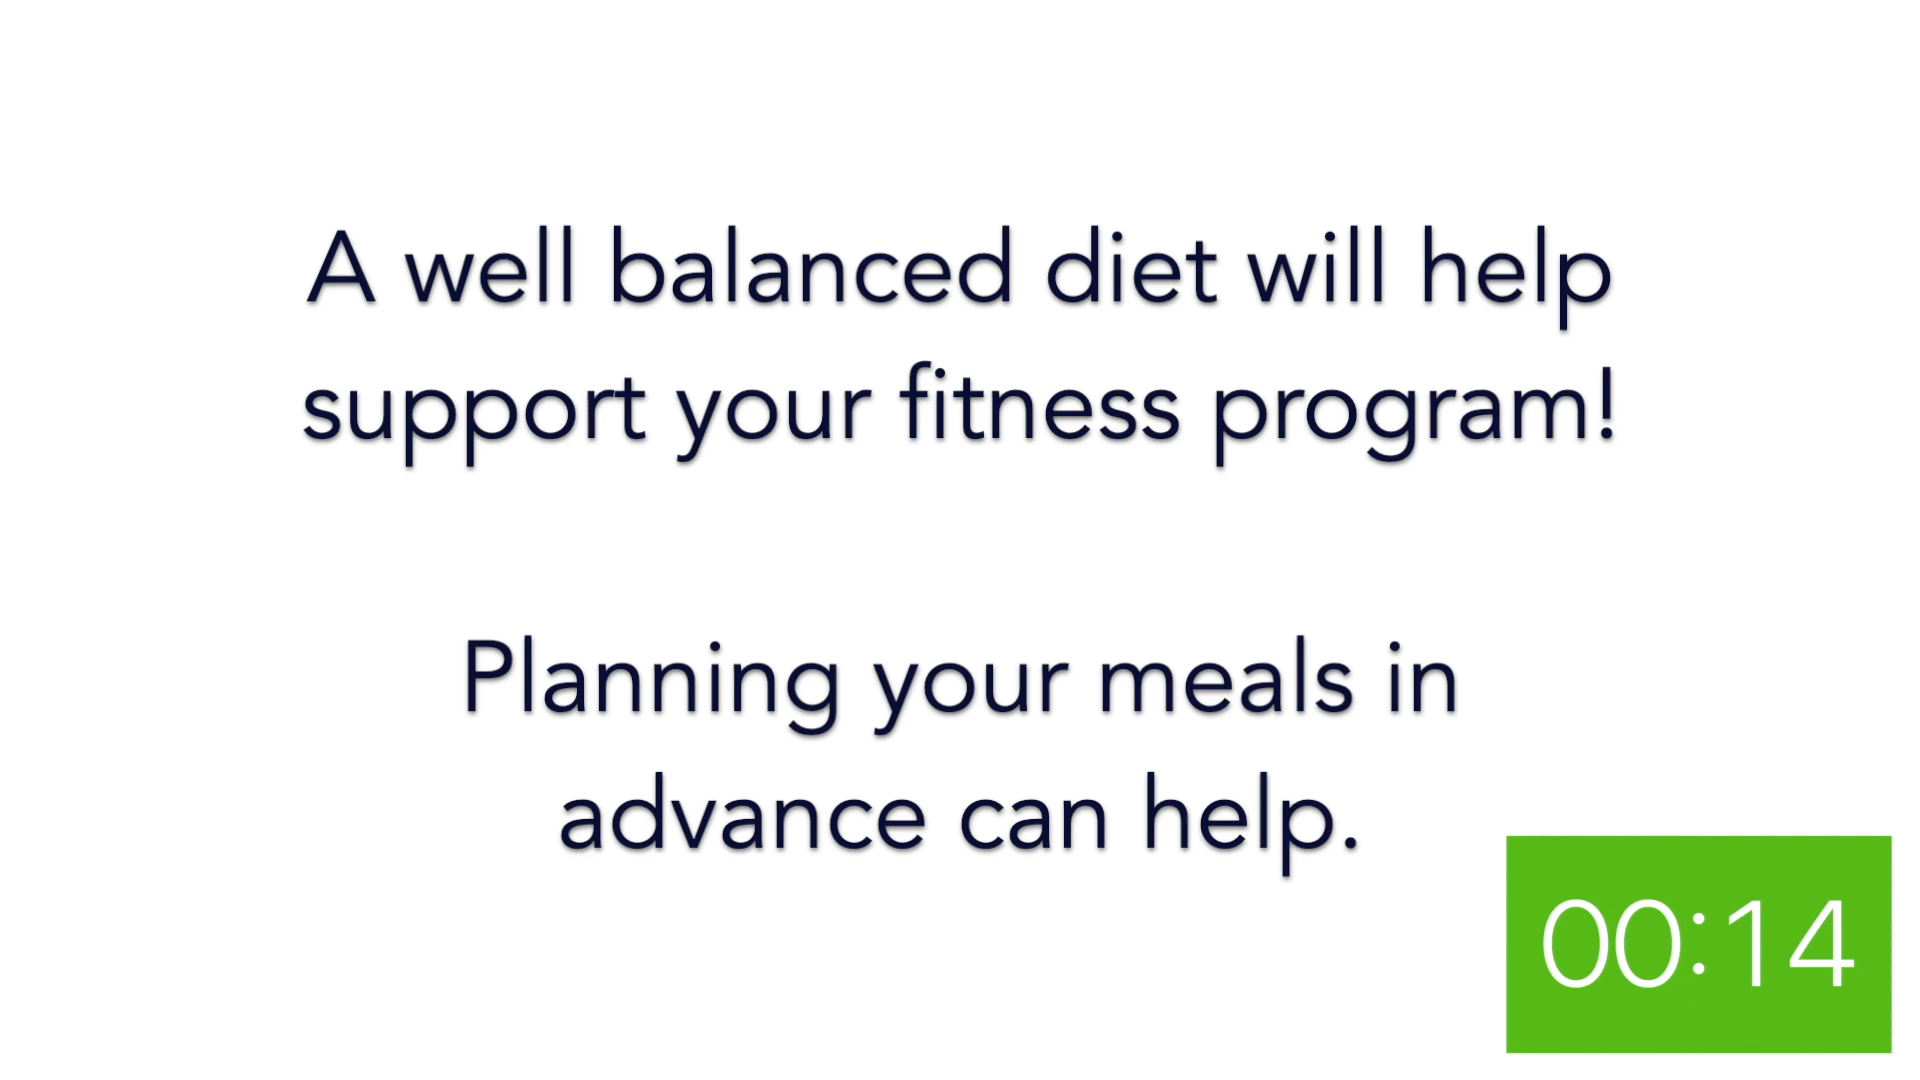 A well balanced diet will help
support your fitness program!
Planning your meals in
advance can help.
00:14